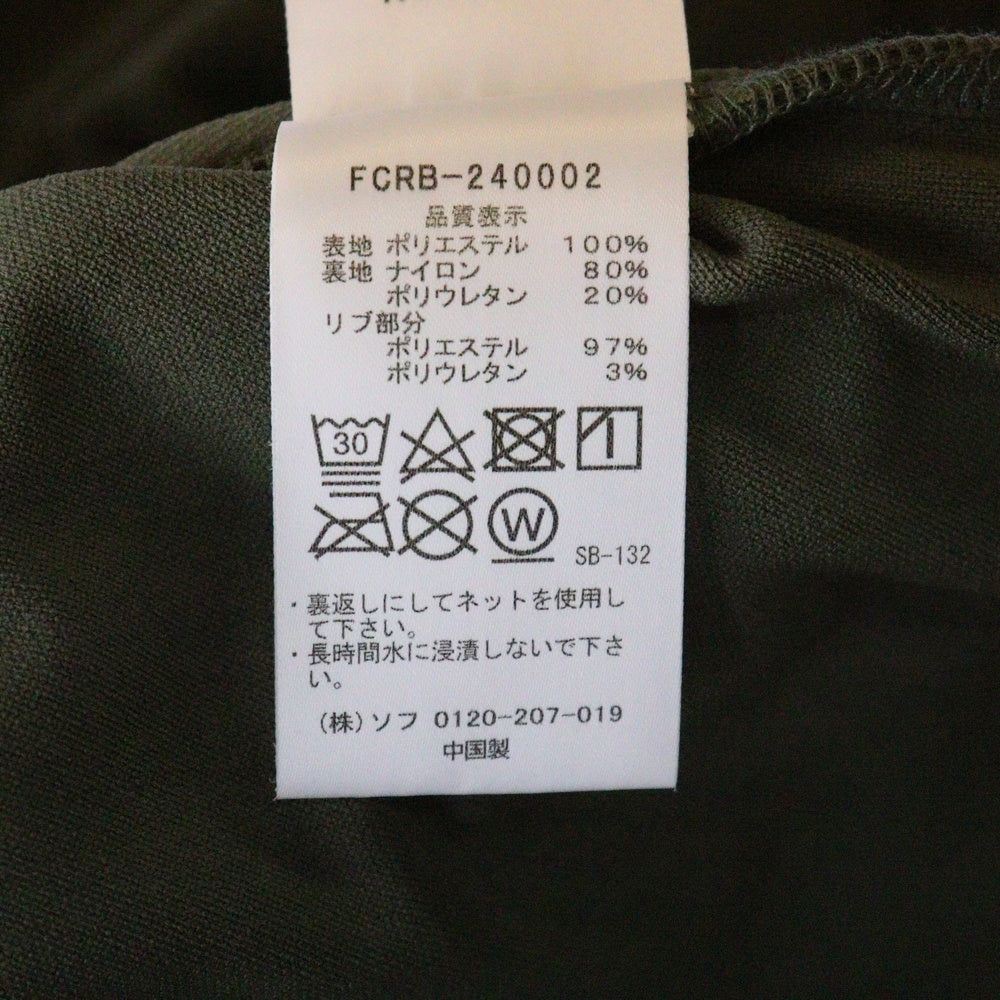 FCRB-240002
品質表示
表地 ポリエステル 100%
裏地 ナイロン 80%
ポリウレタン 20%
リブ部分
ポリエステル 97%
ポリウレタン 3%
30
W
SB-132
・裏返しにしてネットを使用し
て下さい。
・長時間水に浸漬しないで下さ
い。
(株)ソフ 0120-207-019
中国製